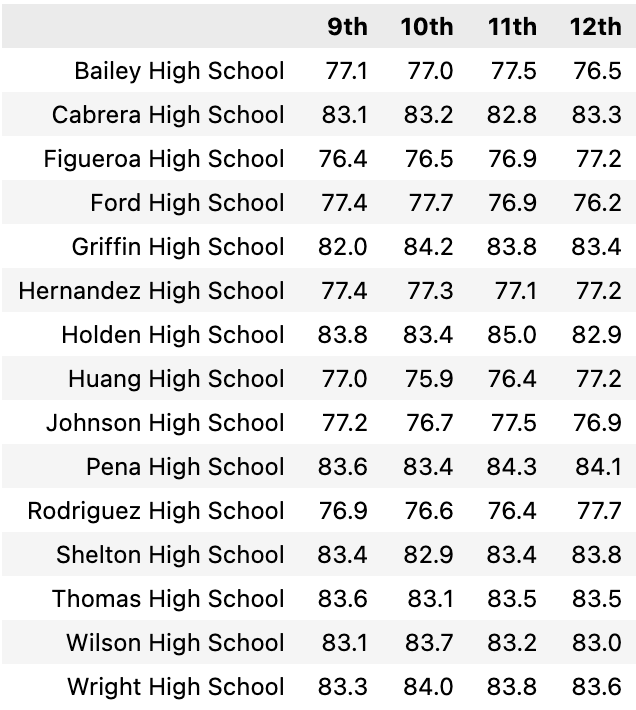 9th 10th 11th 12th
Bailey High School 77.1 77.0 77.5 76.5
Cabrera High School 83.1 83.2 82.8 83.3
Figueroa High School 76.4 76.5 76.9 77.2
Ford High School 77.4 77.7 76.9 76.2
Griffin High School 82.0 84.2 83.8 83.4
Hernandez High School 77.4 77.3 77.1 77.2
Holden High School 83.8 83.4 85.0 82.9
Huang High School 77.0 75.9 76.4 77.2
Johnson High School 77.2 76.7 77.5 76.9
Pena High School 83.6 83.4 84.3 84.1
Rodriguez High School 76.9 76.6 76.4 77.7
Shelton High School 83.4 82.9 83.4 83.8
Thomas High School 83.6 83.1 83.5 83.5
Wilson High School 83.1 83.7 83.2 83.0
Wright High School 83.3 84.0 83.8 83.6